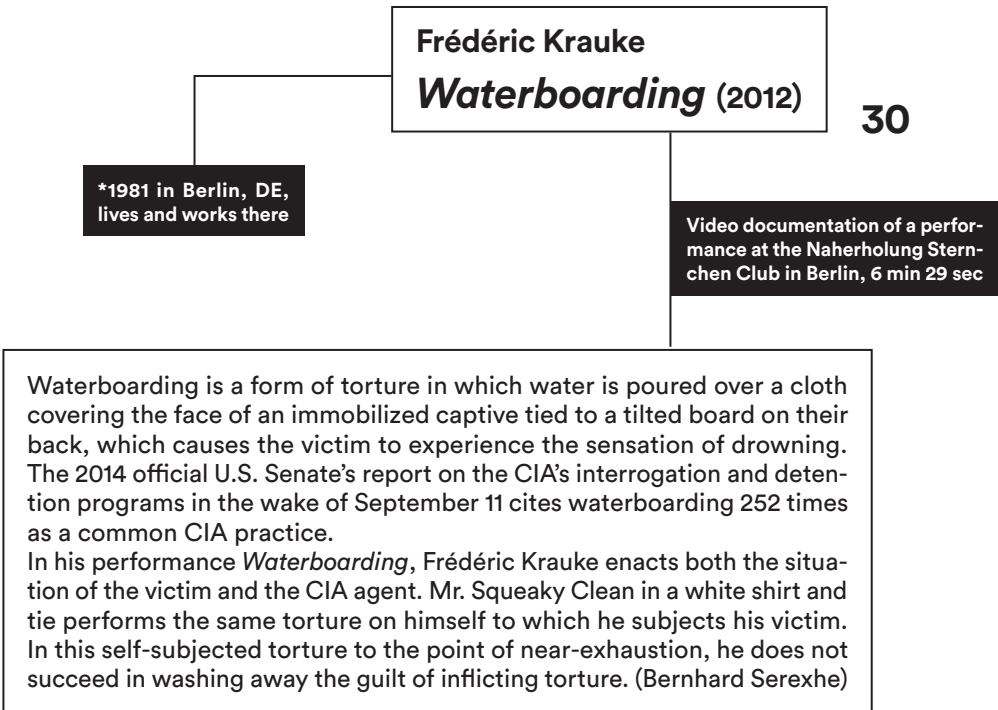 Frédéric Krauke
Waterboarding (2012)
30
*1981 in Berlin, DE,
lives and works there
Video documentation of a perfor-
mance at the Naherholung Stern-
chen Club in Berlin, 6 min 29 sec
Waterboarding is a form of torture in which water is poured over a cloth
covering the face of an immobilized captive tied to a tilted board on their
back, which causes the victim to experience the sensation of drowning.
The 2014 official U.S. Senate’s report on the CIA’s interrogation and deten-
tion programs in the wake of September 11 cites waterboarding 252 times
as a common CIA practice.
In his performance Waterboarding, Frédéric Krauke enacts both the situa-
tion of the victim and the CIA agent. Mr. Squeaky Clean in a white shirt and
tie performs the same torture on himself to which he subjects his victim.
In this self-subjected torture to the point of near-exhaustion, he does not
succeed in washing away the guilt of inflicting torture. (Bernhard Serexhe)